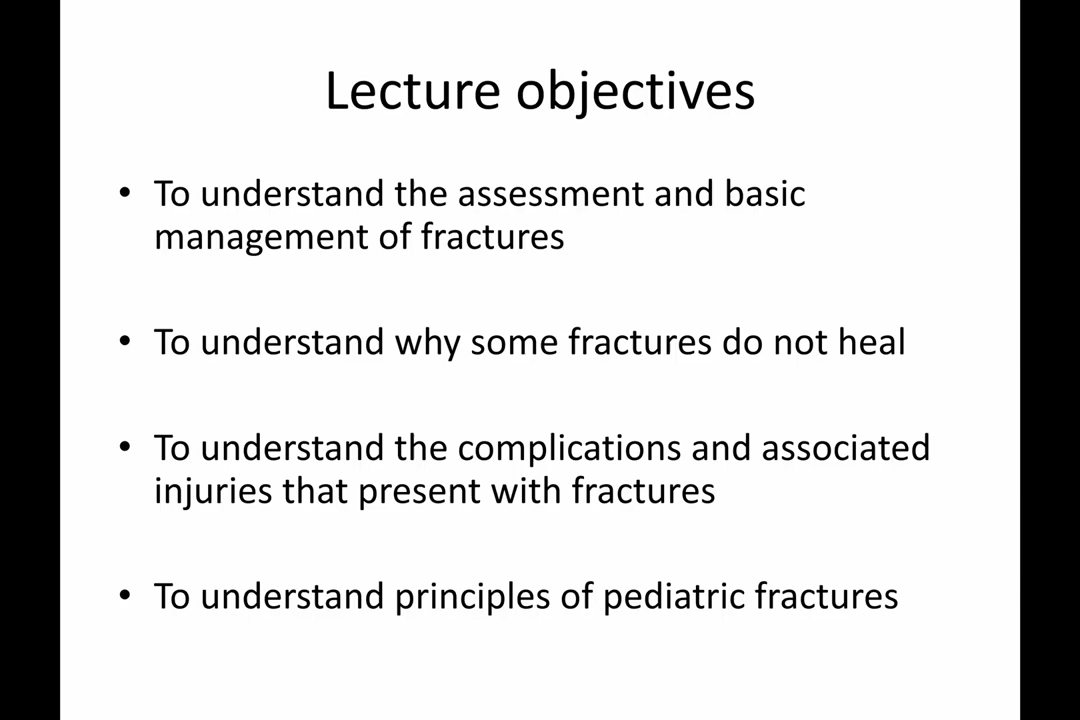 Lecture objectives
• To understand the assessment and basic
management of fractures
• To understand why some fractures do not heal
• To understand the complications and associated
injuries that present with fractures
• To understand principles of pediatric fractures